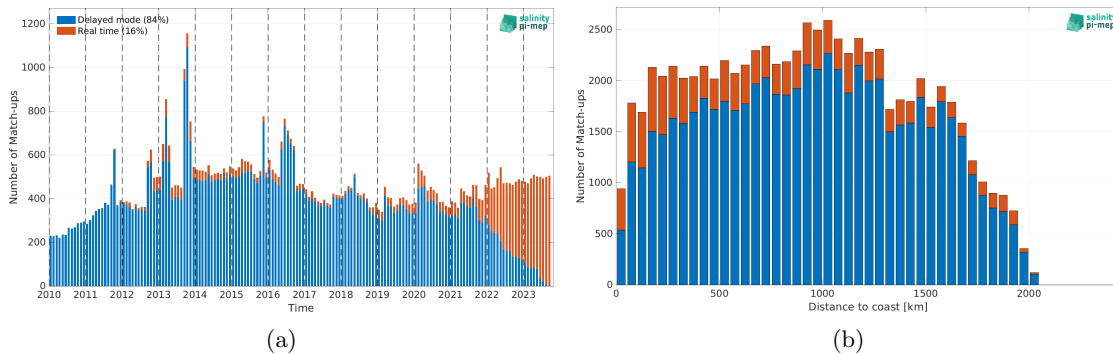 Delayed mode (84%)
Real time (16%)
salinity
pi-mep
Number of Match-ups
1200
1000
800
600
400
200
0
2010 2011 2012 2013 2014 2015 2016 2017 2018 2019 2020 2021 2022 2023
Time
(a)
salinity
pi-mep
Number of Match-ups
2500
2000
1500
1000
500
0
0 500 1000 1500 2000
Distance to coast [km]
(b)